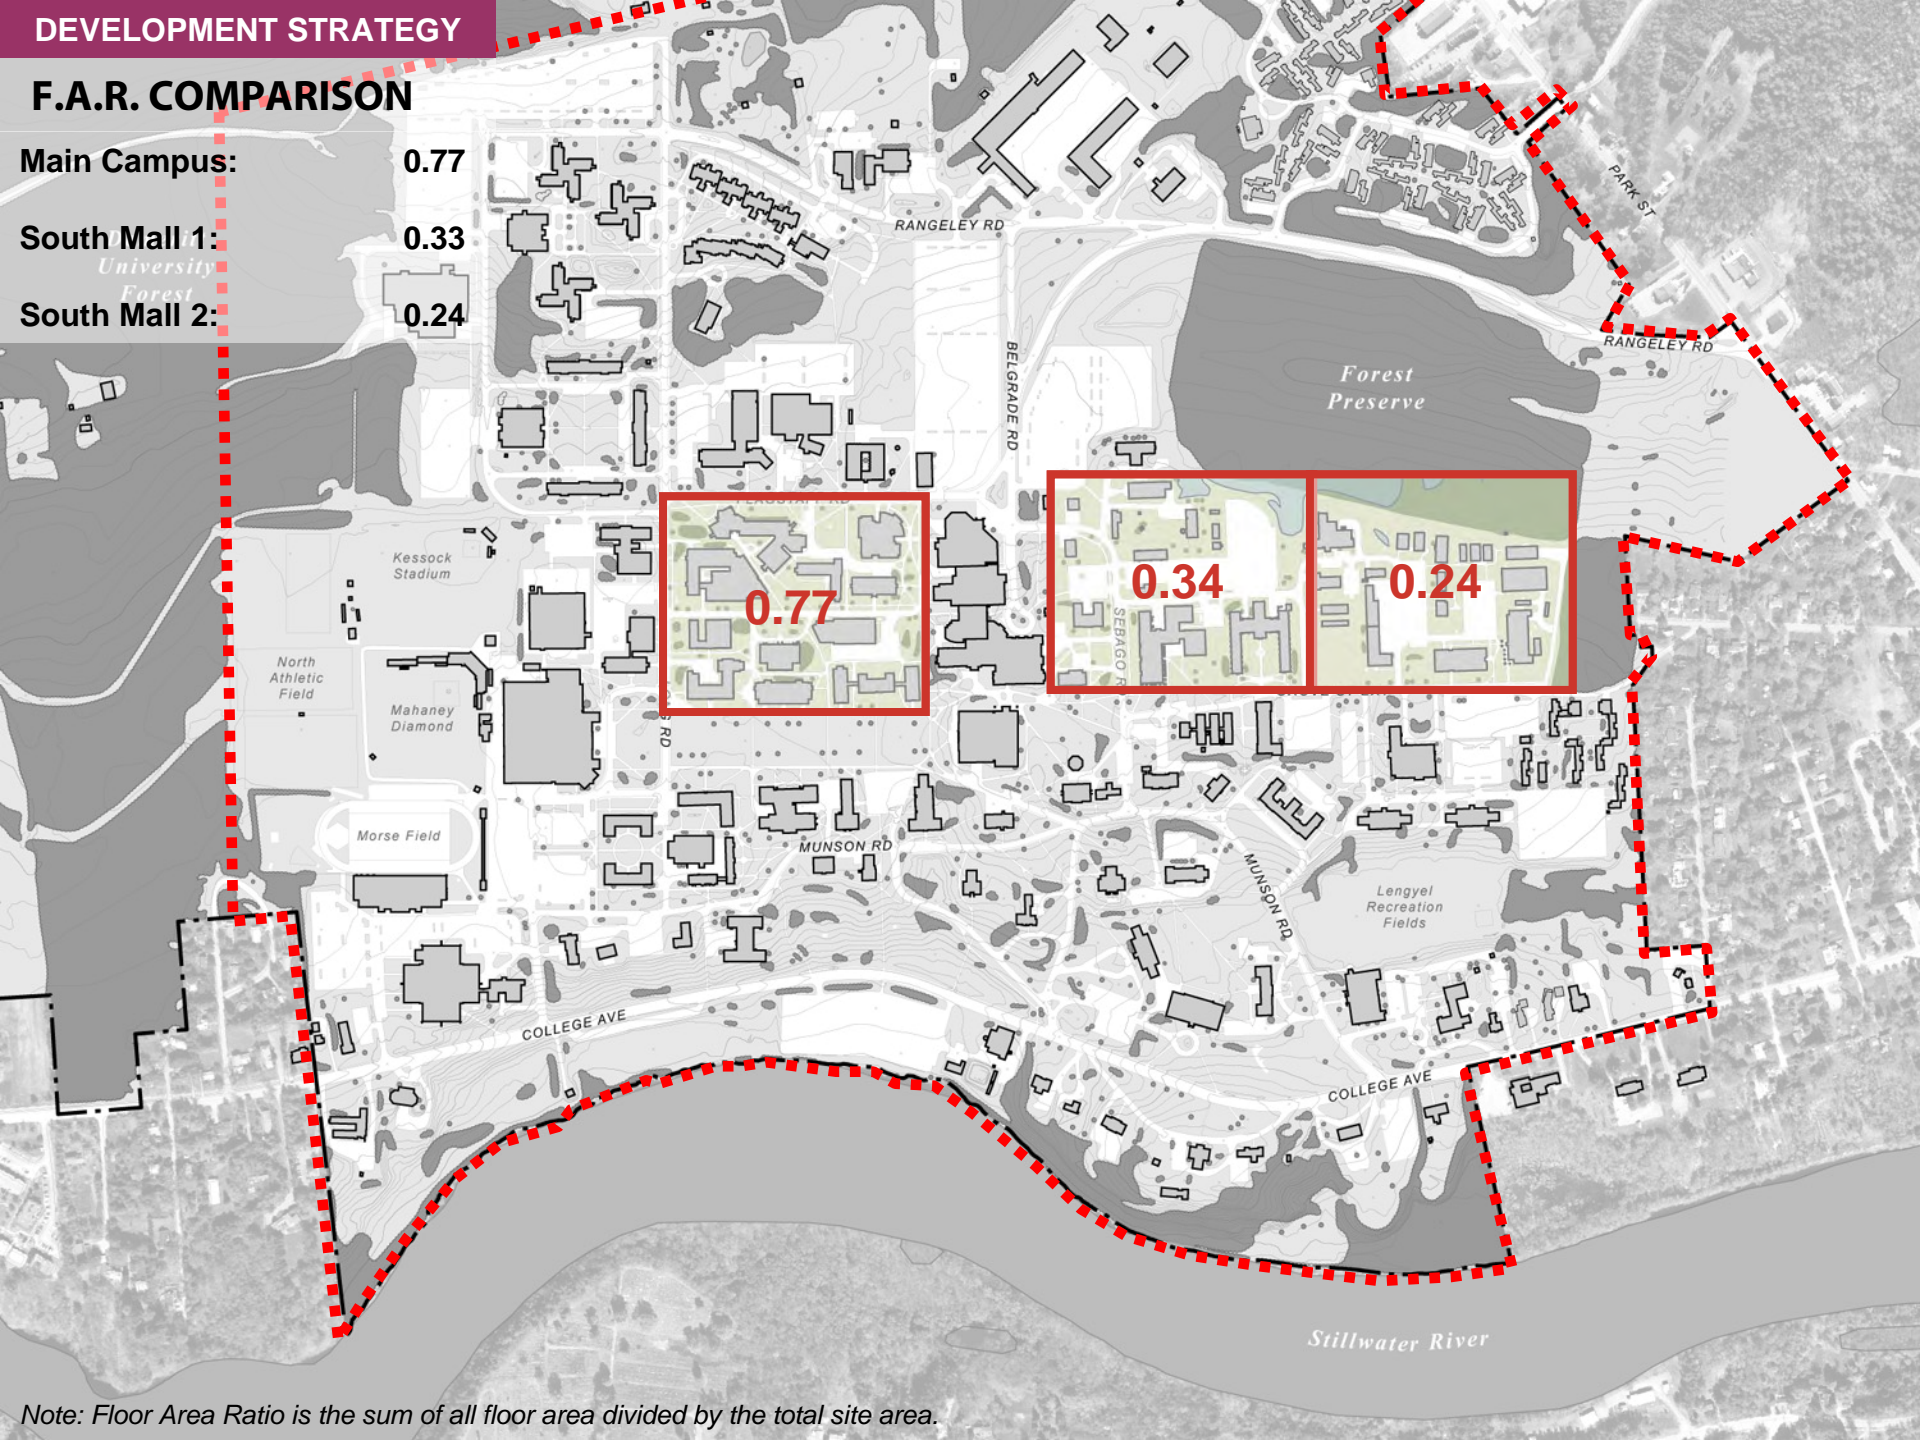 DEVELOPMENT STRATEGY
F.A.R. COMPARISON
Main Campus: 0.77
South Mall 1: 0.33
University
Forest
South Mall 2: 0.24
RANGELEY RD
PARK ST
RANGELEY RD
BELGRADE RD
Forest
Preserve
FLAGSTAFF RD
Kessock
Stadium
0.77
0.34
0.24
SEBAGO RD
North
Athletic
Field
Mahaney
Diamond
RD
Morse Field
MUNSON RD
MUNSON RD
Lengyel
Recreation
Fields
COLLEGE AVE
COLLEGE AVE
Stillwater River
Note: Floor Area Ratio is the sum of all floor area divided by the total site area.